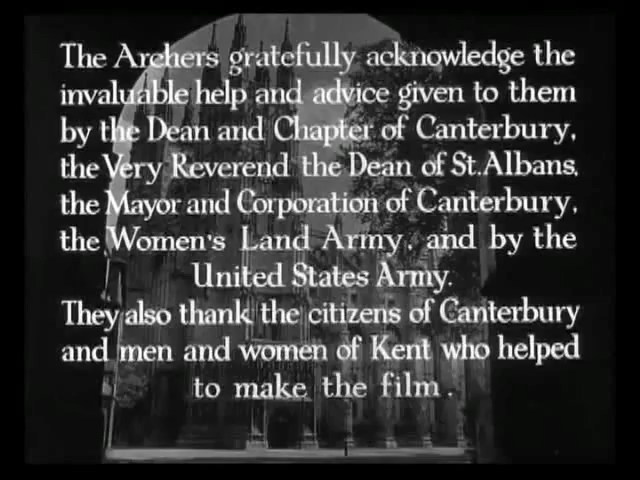 The Archers gratefully acknowledge the
invaluable help and advice given to them
by the Dean and Chapter of Canterbury,
the Very Reverend the Dean of St. Albans,
the Mayor and Corporation of Canterbury,
the Women's Land Army, and by the
United States Army.
They also thank the citizens of Canterbury
and men and women of Kent who helped
to make the film.